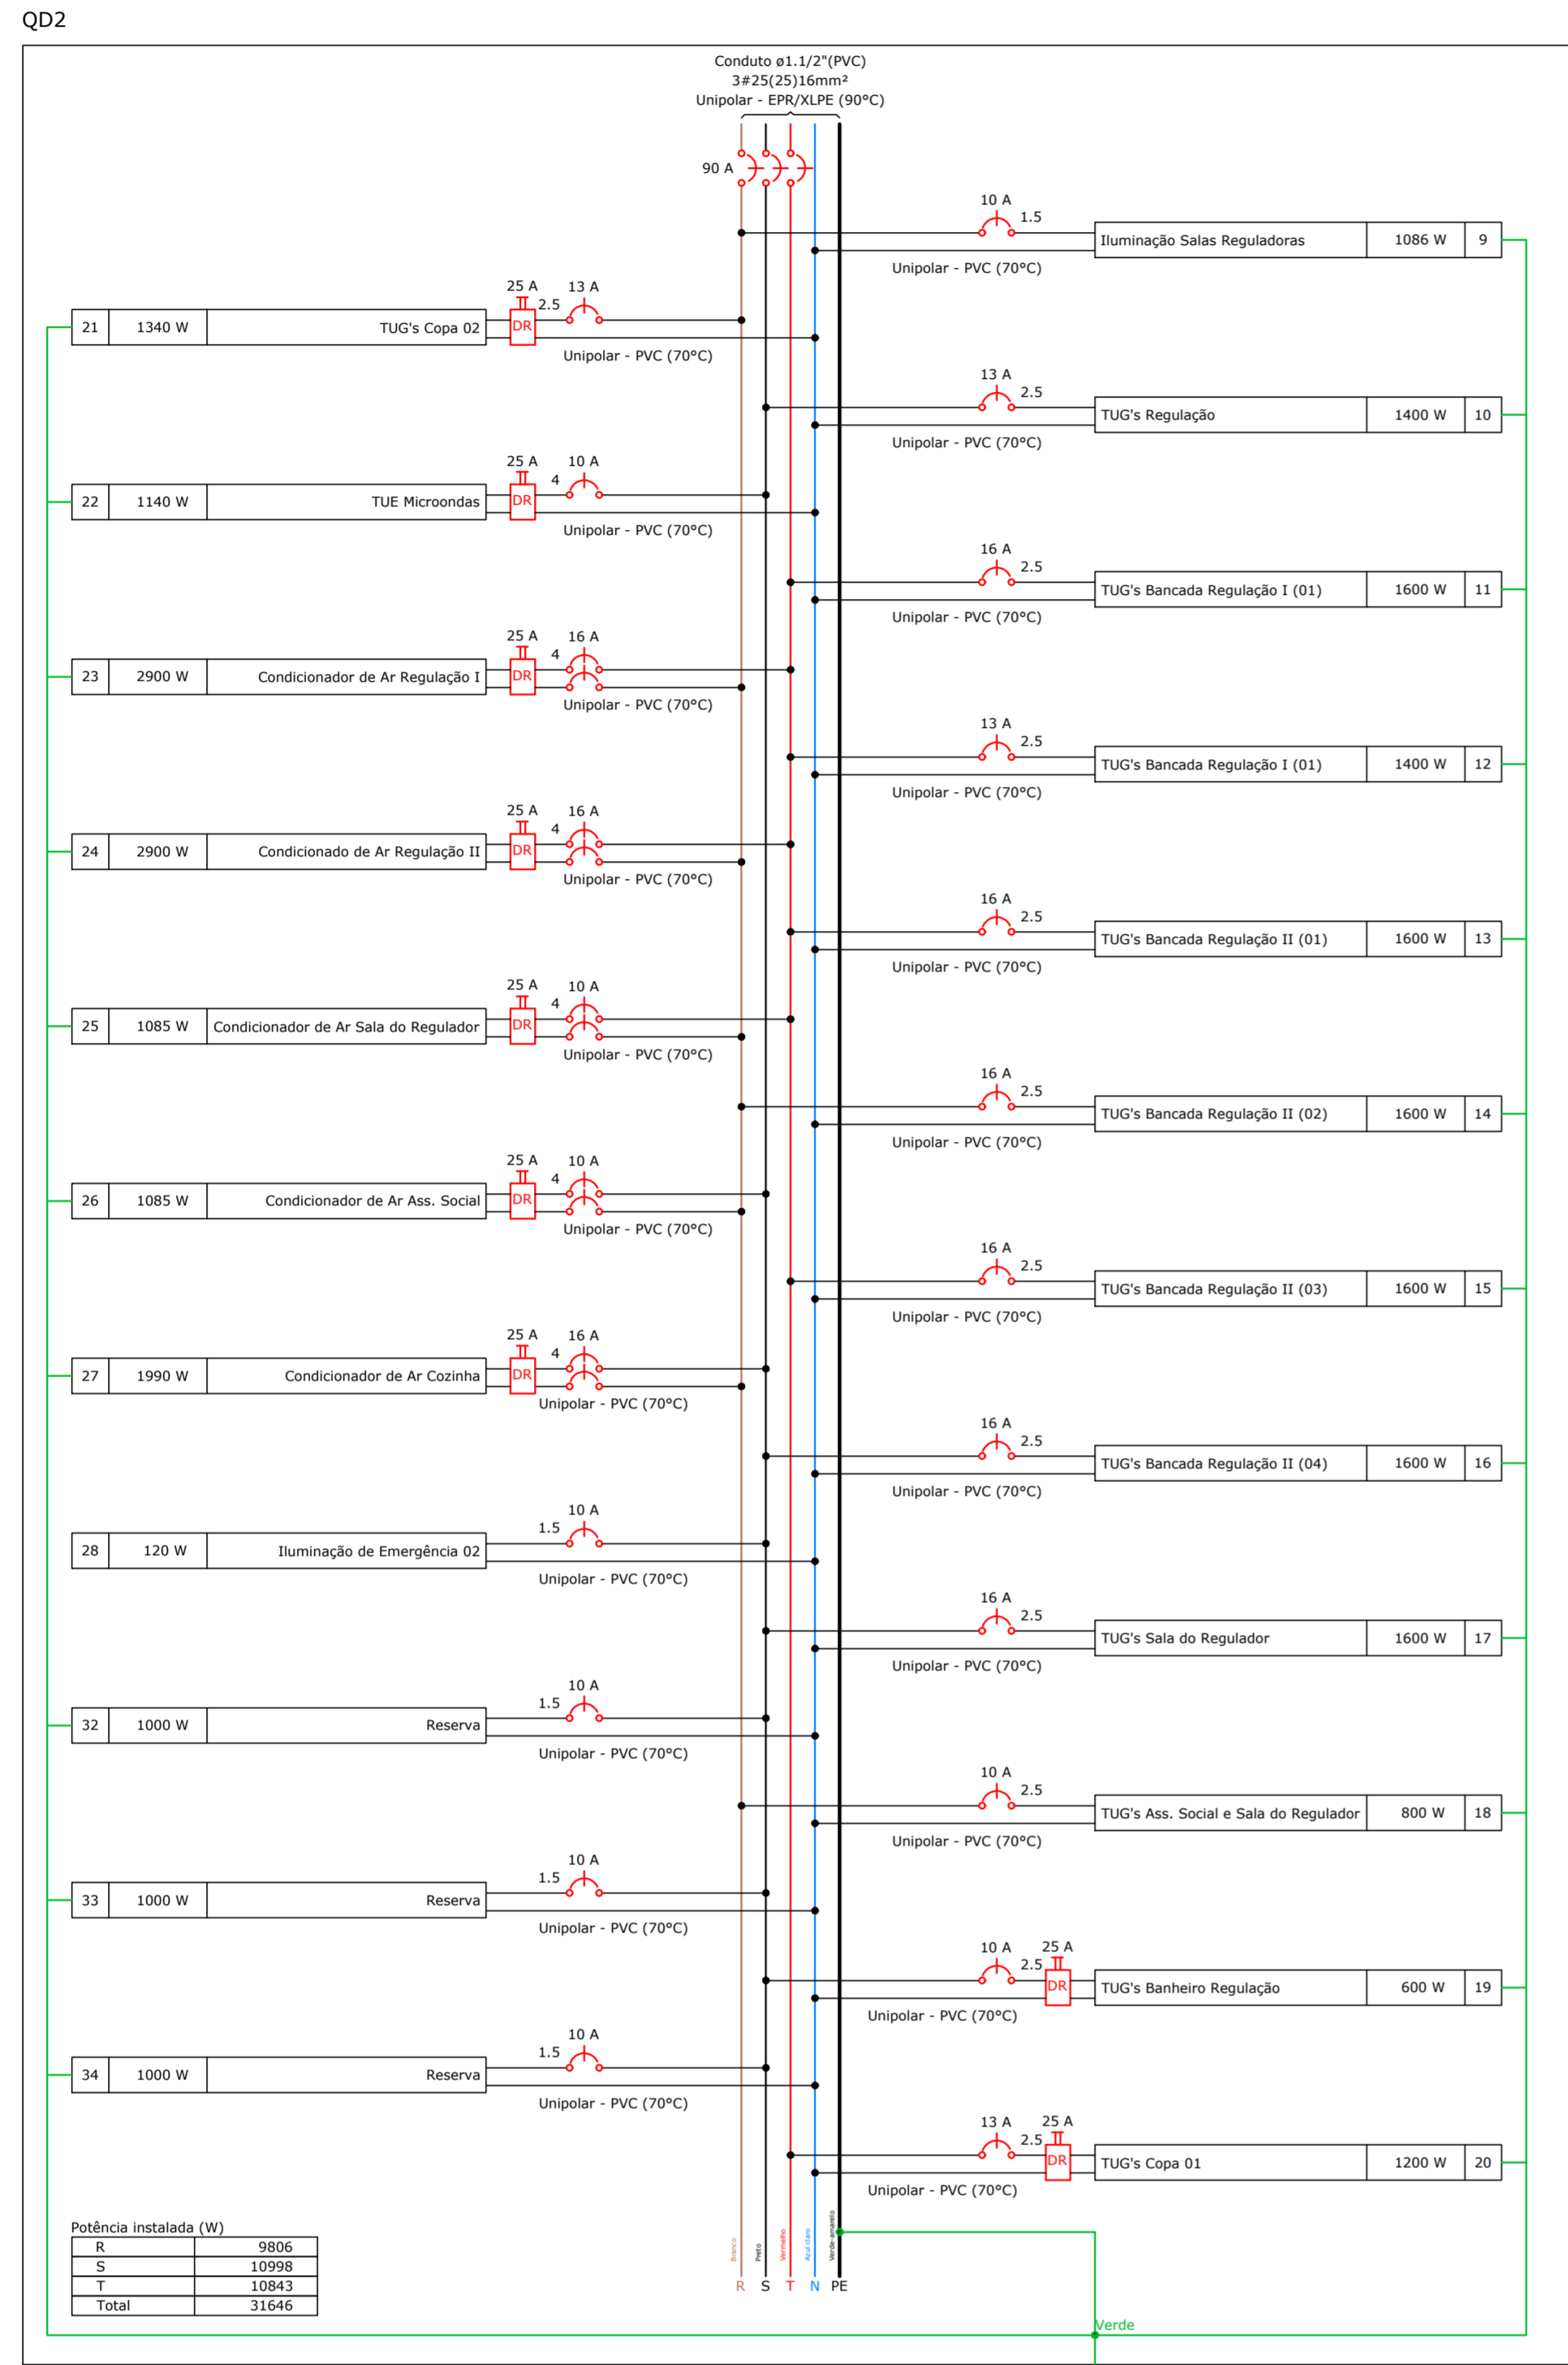 QD2
Conduto ø1.1/2"(PVC)
3#25(25)16mm²
Unipolar - EPR/XLPE (90°C)
90 A
10 A
1.5
Iluminação Salas Reguladoras 1086 W 9
Unipolar - PVC (70°C)
25 A 13 A
2.5
21 1340 W TUG's Copa 02 DR
Unipolar - PVC (70°C)
13 A
2.5
TUG's Regulação 1400 W 10
Unipolar - PVC (70°C)
25 A 10 A
4
22 1140 W TUE Microondas DR
Unipolar - PVC (70°C)
16 A
2.5
TUG's Bancada Regulação I (01) 1600 W 11
Unipolar - PVC (70°C)
25 A 16 A
4
23 2900 W Condicionador de Ar Regulação I DR
Unipolar - PVC (70°C)
13 A
2.5
TUG's Bancada Regulação I (01) 1400 W 12
Unipolar - PVC (70°C)
25 A 16 A
4
24 2900 W Condicionado de Ar Regulação II DR
Unipolar - PVC (70°C)
16 A
2.5
TUG's Bancada Regulação II (01) 1600 W 13
Unipolar - PVC (70°C)
25 A 10 A
4
25 1085 W Condicionador de Ar Sala do Regulador DR
Unipolar - PVC (70°C)
16 A
2.5
TUG's Bancada Regulação II (02) 1600 W 14
Unipolar - PVC (70°C)
25 A 10 A
4
26 1085 W Condicionador de Ar Ass. Social DR
Unipolar - PVC (70°C)
16 A
2.5
TUG's Bancada Regulação II (03) 1600 W 15
Unipolar - PVC (70°C)
25 A 16 A
4
27 1990 W Condicionador de Ar Cozinha DR
Unipolar - PVC (70°C)
16 A
2.5
TUG's Bancada Regulação II (04) 1600 W 16
Unipolar - PVC (70°C)
10 A
1.5
28 120 W Iluminação de Emergência 02
Unipolar - PVC (70°C)
16 A
2.5
TUG's Sala do Regulador 1600 W 17
Unipolar - PVC (70°C)
10 A
1.5
32 1000 W Reserva
Unipolar - PVC (70°C)
10 A
2.5
TUG's Ass. Social e Sala do Regulador 800 W 18
Unipolar - PVC (70°C)
10 A
1.5
33 1000 W Reserva
Unipolar - PVC (70°C)
10 A 25 A
2.5
DR TUG's Banheiro Regulação 600 W 19
Unipolar - PVC (70°C)
10 A
1.5
34 1000 W Reserva
Unipolar - PVC (70°C)
13 A 25 A
2.5
DR TUG's Copa 01 1200 W 20
Unipolar - PVC (70°C)
Potência instalada (W)
R 9806
S 10998
T 10843
Total 31646
Branco
Preto
Vermelho
Azul claro
Verde-amarelo
R S T N PE
Verde